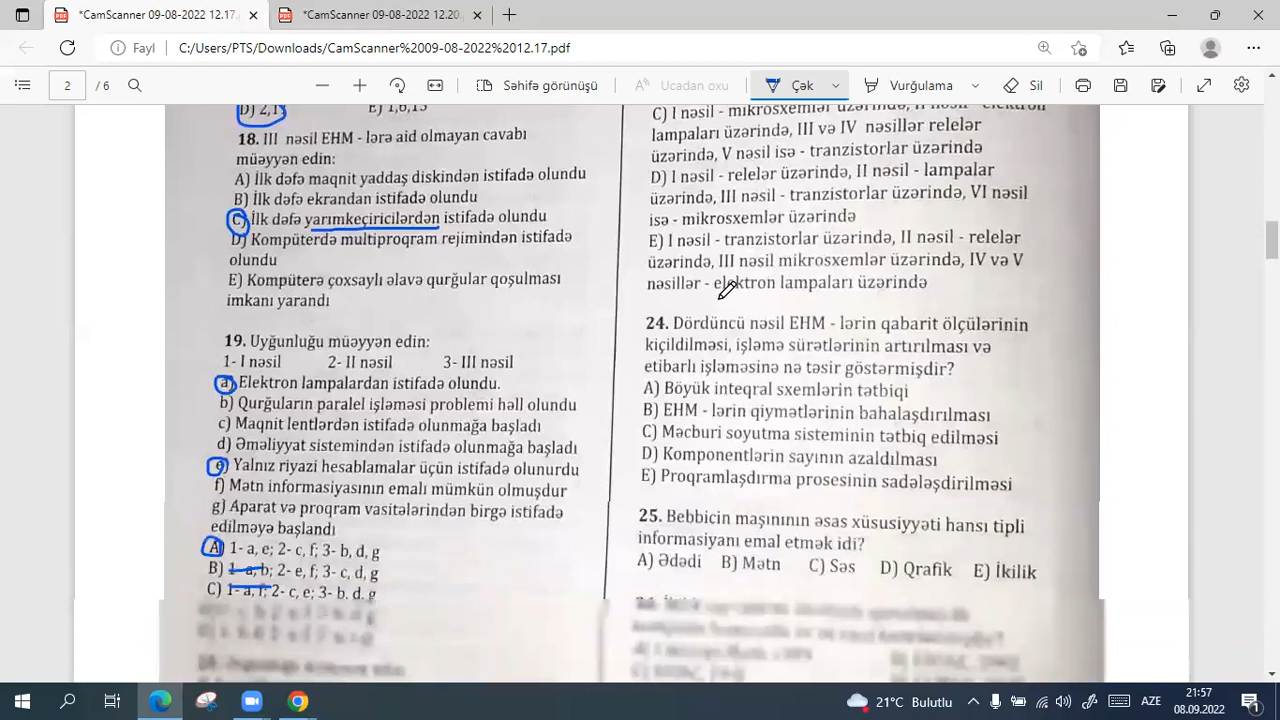 *CamScanner 09-08-2022 12.17.
*CamScanner 09-08-2022 12.20.
Fayl
C:/Users/PTS/Downloads/CamScanner%2009-08-2022%2012.17.pdf
2
/ 6
Səhifə görünüşü
Ucadan oxu
Çək
Vurğulama
Sil
D) 2,
E) 1,6,15
18. III nəsil EHM - lərə aid olmayan cavabı
müəyyən edin:
A) İlk dəfə maqnit yaddaş diskindən istifadə olundu
B) İlk dəfə ekrandan istifadə olundu
C) İlk dəfə yarımkeçiricilərdən istifadə olundu
D) Kompüterdə multiproqram rejimindən istifadə
olundu
E) Kompüterə çoxsaylı əlavə qurğular qoşulması
imkanı yarandı
19. Uyğunluğu müəyyən edin:
1- I nəsil 2- II nəsil 3- III nəsil
a) Elektron lampalardan istifadə olundu.
b) Qurğuların paralel işləməsi problemi həll olundu
c) Maqnit lentlərdən istifadə olunmağa başladı
d) Əməliyyat sistemindən istifadə olunmağa başladı
e) Yalnız riyazi hesablamalar üçün istifadə olunurdu
f) Mətn informasiyasının emalı mümkün olmuşdur
g) Aparat və proqram vasitələrindən birgə istifadə
edilməyə başlandı
A) 1- a, e; 2- c, f; 3- b, d, g
B) 1- a, b; 2- e, f; 3- c, d, g
C) 1- a, f; 2- c, e; 3- b, d, g
C) I nəsil - mikrosxemlər üzərində, II nəsil - elektron
lampaları üzərində, III və IV nəsillər relelər
üzərində, V nəsil isə - tranzistorlar üzərində
D) I nəsil - relelər üzərində, II nəsil - lampalar
üzərində, III nəsil - tranzistorlar üzərində, VI nəsil
isə - mikrosxemlər üzərində
E) I nəsil - tranzistorlar üzərində, II nəsil - relelər
üzərində, III nəsil mikrosxemlər üzərində, IV və V
nəsillər - elektron lampaları üzərində
24. Dördüncü nəsil EHM - lərin qabarit ölçülərinin
kiçildilməsi, işləmə sürətlərinin artırılması və
etibarlı işləməsinə nə təsir göstərmişdir?
A) Böyük inteqral sxemlərin tətbiqi
B) EHM - lərin qiymətlərinin bahalaşdırılması
C) Məcburi soyutma sisteminin tətbiq edilməsi
D) Komponentlərin sayının azaldılması
E) Proqramlaşdırma prosesinin sadələşdirilməsi
25. Bebbicin maşınının əsas xüsusiyyəti hansı tipli
informasiyanı emal etmək idi?
A) Ədədi B) Mətn C) Səs D) Qrafik E) İkilik
21°C Bulutlu
AZE
21:57
08.09.2022
1